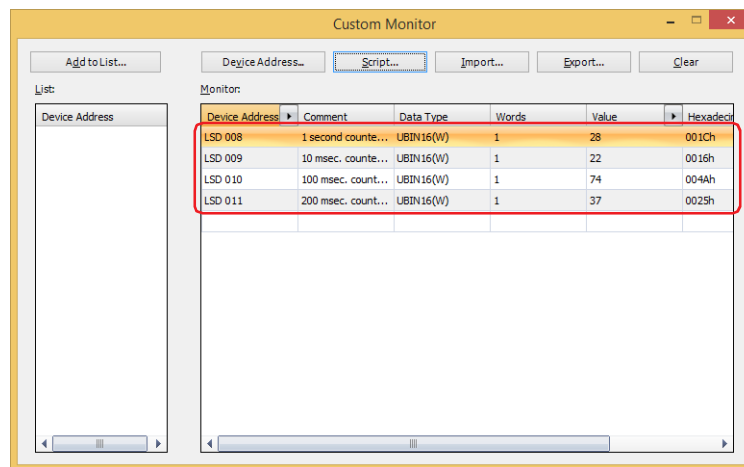 Custom Monitor
Add to List... Device Address... Script... Import... Export... Clear
List: Monitor:
Device Address Device Address Comment Data Type Words Value Hexadecir
LSD 008 1 second counte... UBIN16(W) 1 28 001Ch
LSD 009 10 msec. counte... UBIN16(W) 1 22 0016h
LSD 010 100 msec. count... UBIN16(W) 1 74 004Ah
LSD 011 200 msec. count... UBIN16(W) 1 37 0025h